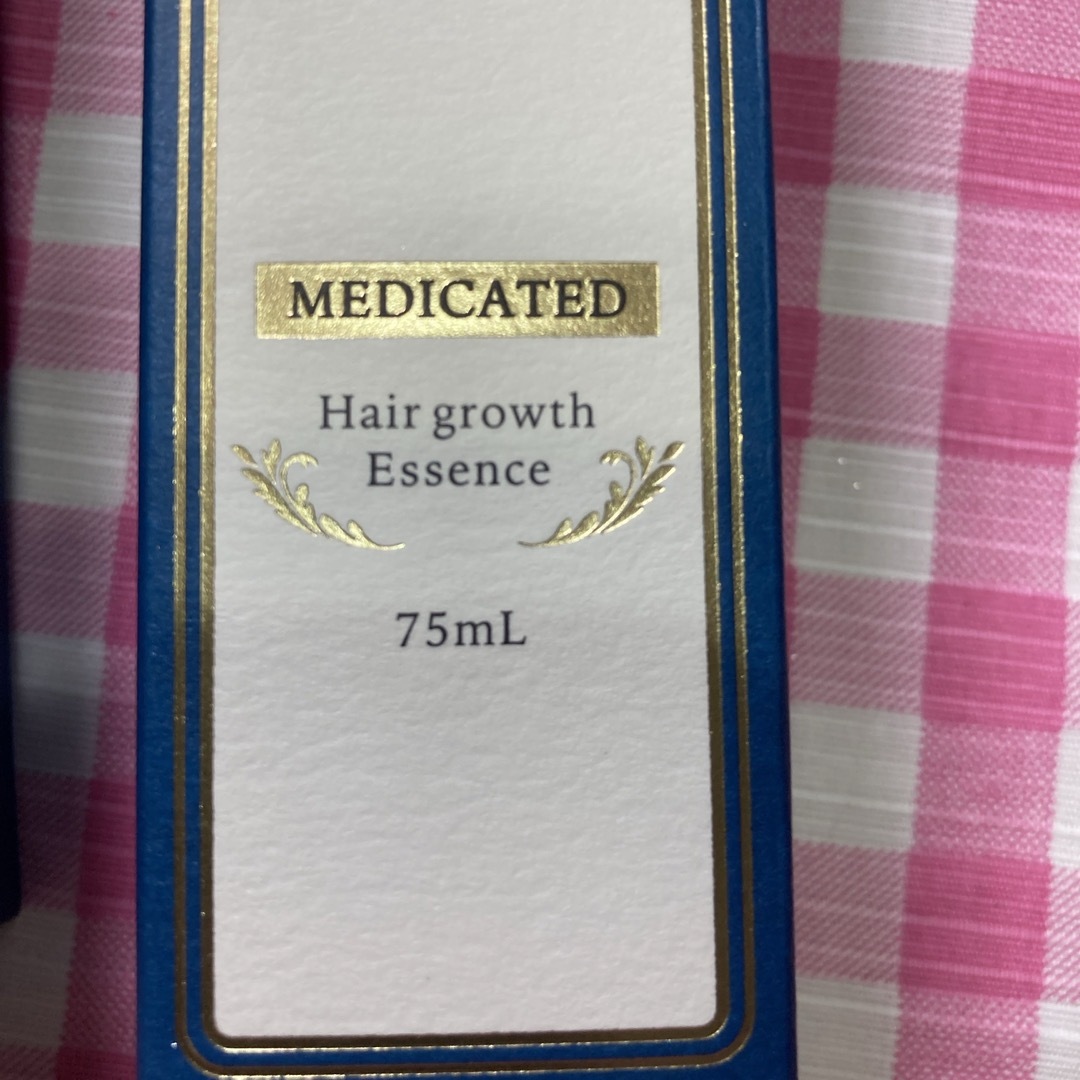 MEDICATED
Hair growth
Essence
75mL